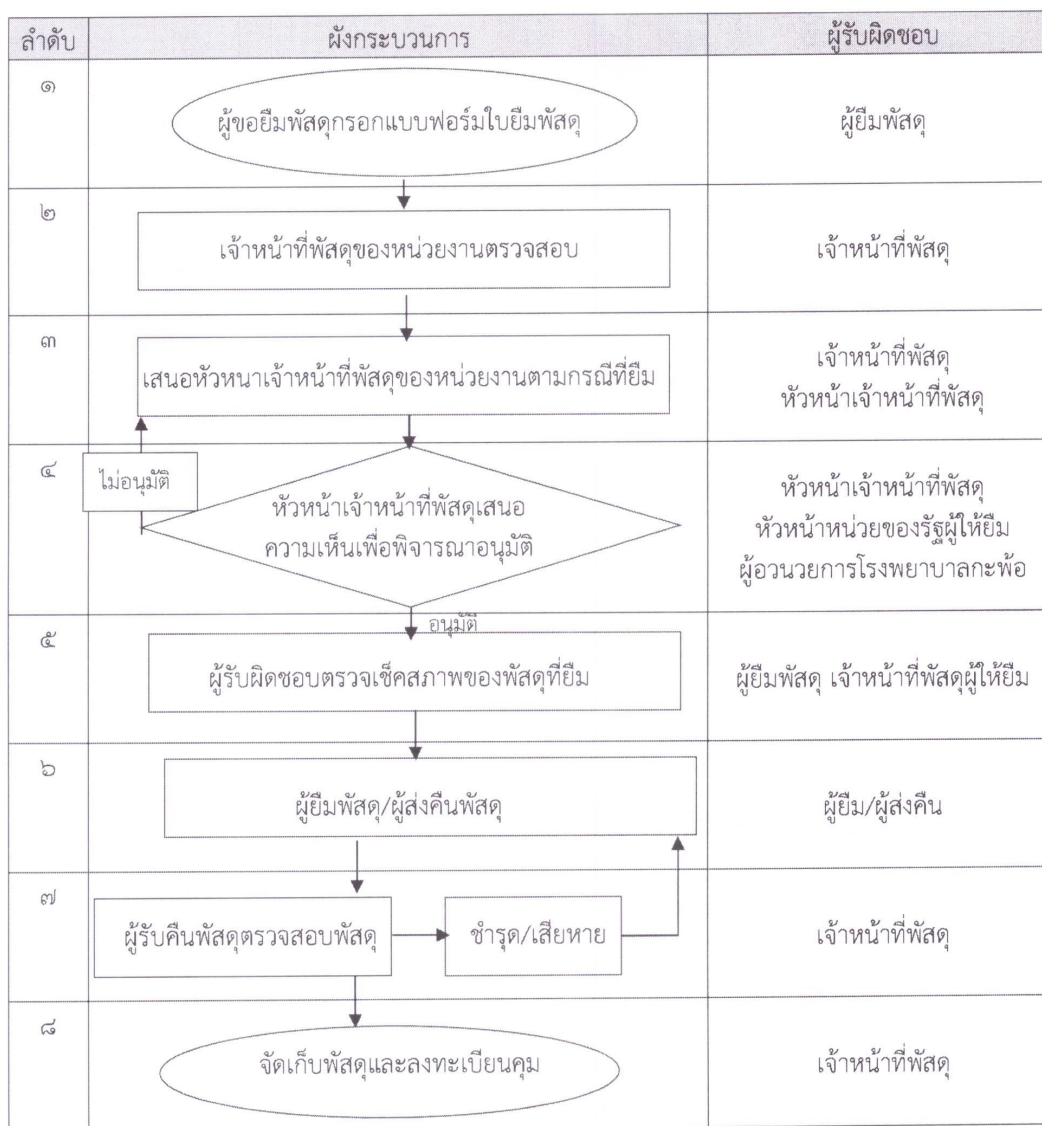 ลำดับ ผังกระบวนการ ผู้รับผิดชอบ
๑ ผู้ขอยืมพัสดุกรอกแบบฟอร์มใบยืมพัสดุ ผู้ยืมพัสดุ
๒ เจ้าหน้าที่พัสดุของหน่วยงานตรวจสอบ เจ้าหน้าที่พัสดุ
๓ เสนอหัวหนาเจ้าหน้าที่พัสดุของหน่วยงานตามกรณีที่ยืม เจ้าหน้าที่พัสดุ
หัวหน้าเจ้าหน้าที่พัสดุ
๔ ไม่อนุมัติ
หัวหน้าเจ้าหน้าที่พัสดุเสนอ
ความเห็นเพื่อพิจารณาอนุมัติ
หัวหน้าเจ้าหน้าที่พัสดุ
หัวหน้าหน่วยของรัฐผู้ให้ยืม
ผู้อวนวยการโรงพยาบาลกะพ้อ
อนุมัติ
๕ ผู้รับผิดชอบตรวจเช็คสภาพของพัสดุที่ยืม ผู้ยืมพัสดุ เจ้าหน้าที่พัสดุผู้ให้ยืม
๖ ผู้ยืมพัสดุ/ผู้ส่งคืนพัสดุ ผู้ยืม/ผู้ส่งคืน
๗ ผู้รับคืนพัสดุตรวจสอบพัสดุ ชำรุด/เสียหาย เจ้าหน้าที่พัสดุ
๘ จัดเก็บพัสดุและลงทะเบียนคุม เจ้าหน้าที่พัสดุ